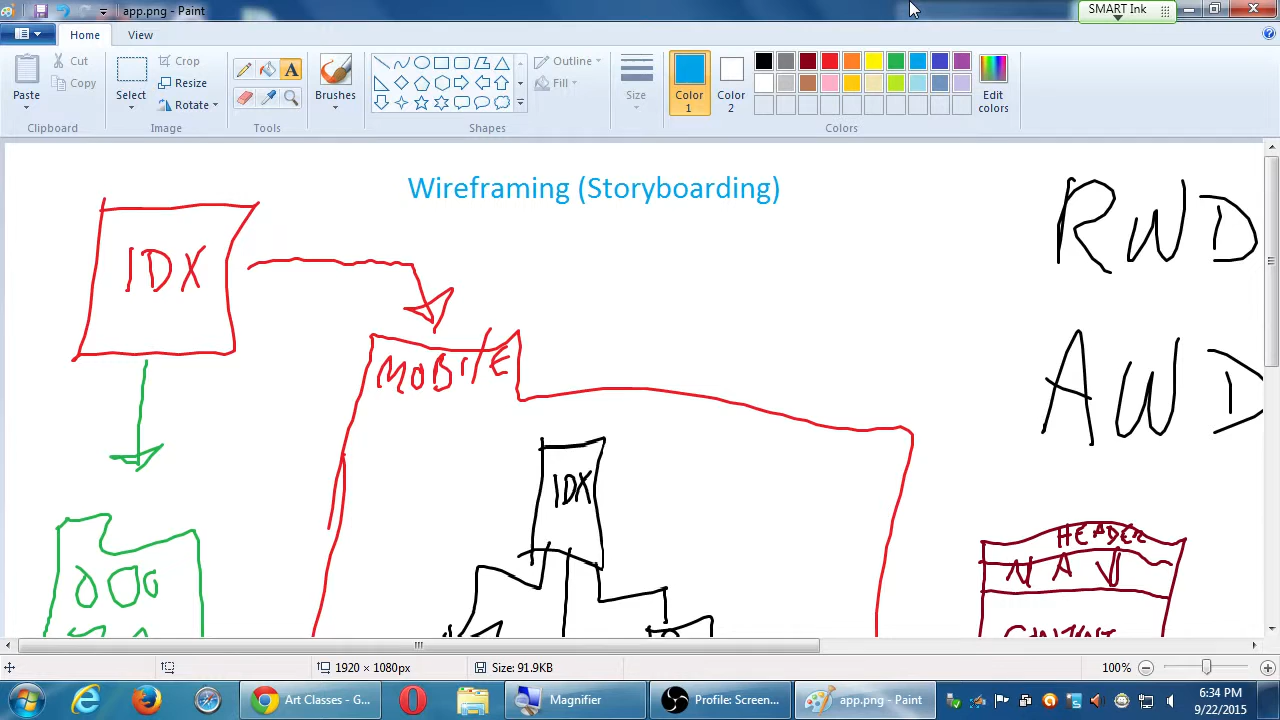 app.png - Paint
SMART Ink
Home View
Cut
Copy
Paste
Clipboard
Select
Crop
Resize
Rotate
Image
A
Tools
Brushes
Outline
Fill
Shapes
Size
Color 1
Color 2
Edit colors
Colors
Wireframing (Storyboarding)
IDX
RWD
MOBILE
AWD
IDX
HEADER
NAV
CONTENT
1920 × 1080px
Size: 91.9KB
100%
Art Classes - G...
Magnifier
Profile: Screen...
app.png - Paint
6:34 PM
9/22/2015